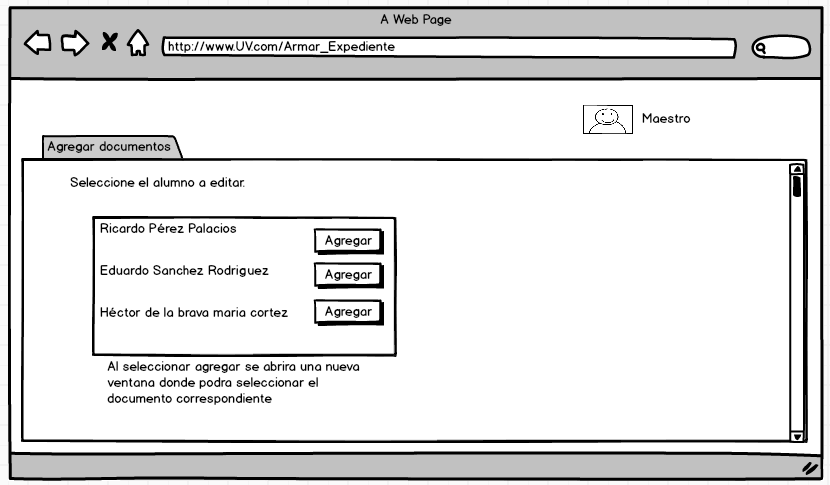 A Web Page
http://www.UV.com/Armar_Expediente
Maestro
Agregar documentos
Seleccione el alumno a editar.
Ricardo Pérez Palacios
Agregar
Eduardo Sanchez Rodriguez
Agregar
Héctor de la brava maria cortez
Agregar
Al seleccionar agregar se abrira una nueva
ventana donde podra seleccionar el
documento correspondiente